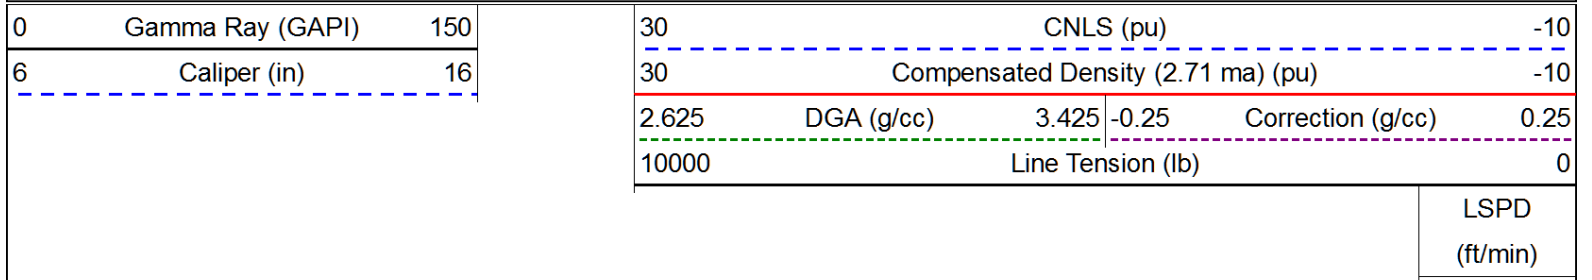 0 Gamma Ray (GAPI) 150 30 CNLS (pu) -10
6 Caliper (in) 16 30 Compensated Density (2.71 ma) (pu) -10
2.625 DGA (g/cc) 3.425 -0.25 Correction (g/cc) 0.25
10000 Line Tension (lb) 0
LSPD
(ft/min)